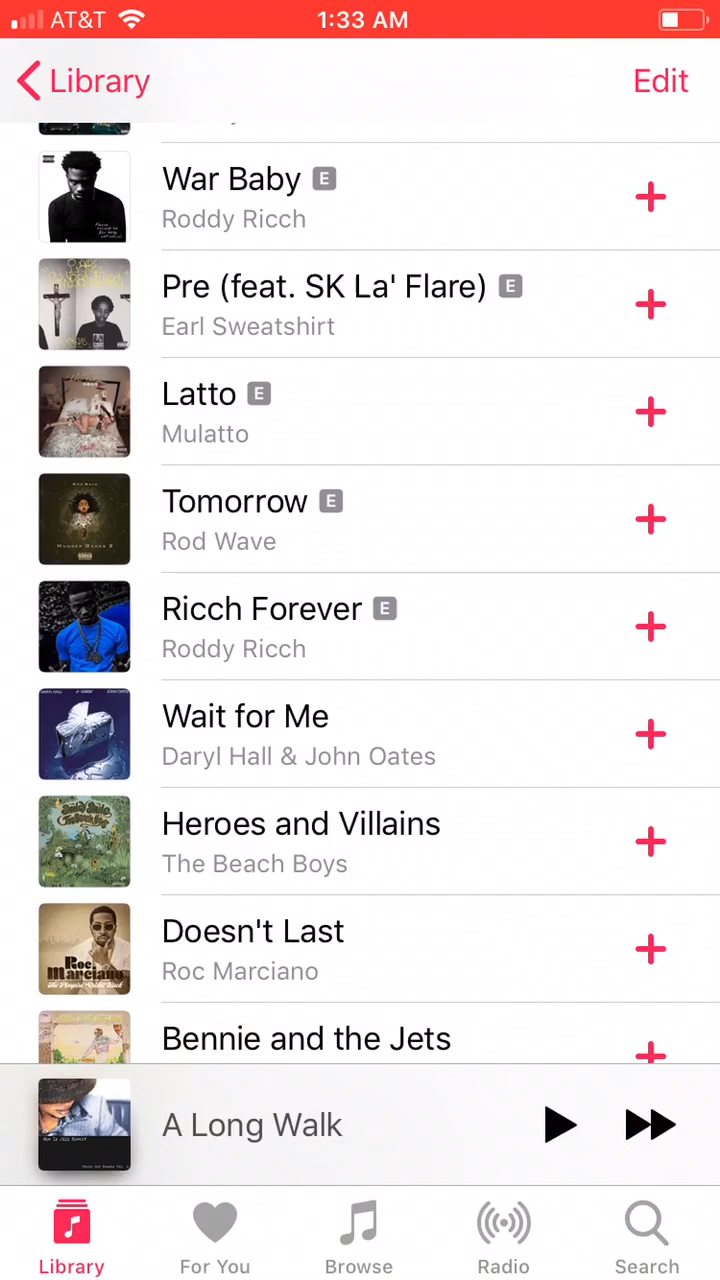 AT&T
1:33 AM
Library
Edit
War Baby E
Roddy Ricch
Pre (feat. SK La' Flare) E
Earl Sweatshirt
Latto E
Mulatto
Tomorrow E
Rod Wave
Ricch Forever E
Roddy Ricch
Wait for Me
Daryl Hall & John Oates
Heroes and Villains
The Beach Boys
Doesn't Last
Roc Marciano
Roc
Marciano
Bennie and the Jets
A Long Walk
Library
For You
Browse
Radio
Search